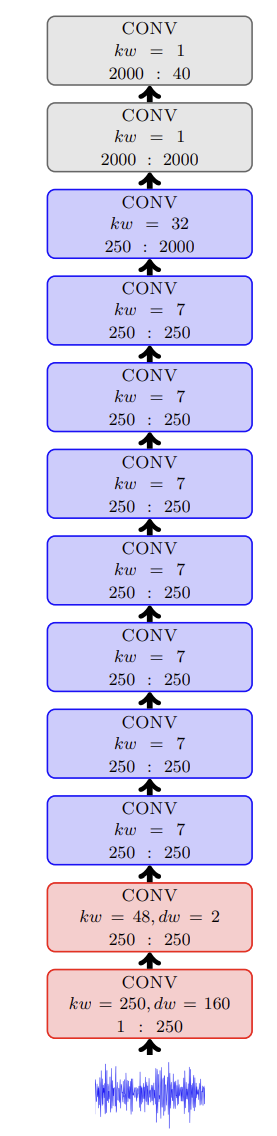 CONV
kw = 1
2000 : 40
CONV
kw = 1
2000 : 2000
CONV
kw = 32
250 : 2000
CONV
kw = 7
250 : 250
CONV
kw = 7
250 : 250
CONV
kw = 7
250 : 250
CONV
kw = 7
250 : 250
CONV
kw = 7
250 : 250
CONV
kw = 7
250 : 250
CONV
kw = 7
250 : 250
CONV
kw = 48, dw = 2
250 : 250
CONV
kw = 250, dw = 160
1 : 250